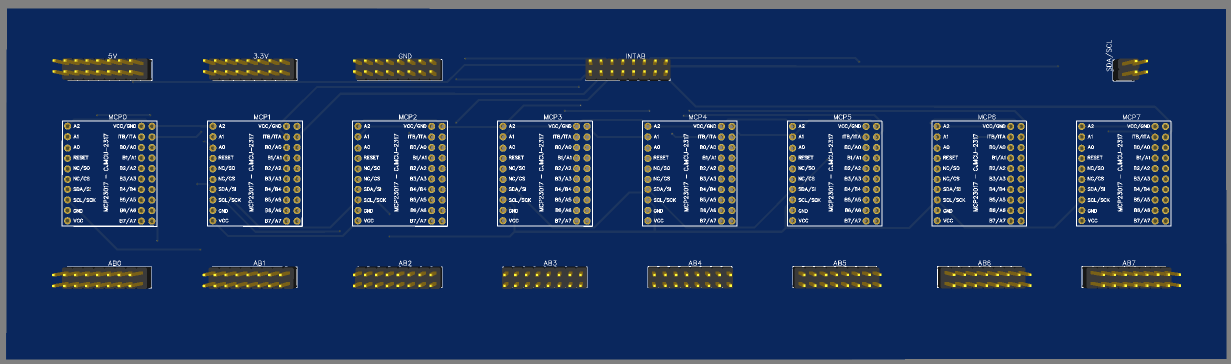 5V
3.3V
GND
INTAB
SDA/SCL
MCP0
A2 VCC/GND
A1 ITB/ITA
A0 B0/A0
RESET B1/A1
NC/SO B2/A2
NC/CS B3/A3
SDA/SI B4/B4
SCL/SCK B5/A5
GND B6/A6
VCC B7/A7
MCP23017 - CJMCU-2317
MCP1
A2 VCC/GND
A1 ITB/ITA
A0 B0/A0
RESET B1/A1
NC/SO B2/A2
NC/CS B3/A3
SDA/SI B4/B4
SCL/SCK B5/A5
GND B6/A6
VCC B7/A7
MCP23017 - CJMCU-2317
MCP2
A2 VCC/GND
A1 ITB/ITA
A0 B0/A0
RESET B1/A1
NC/SO B2/A2
NC/CS B3/A3
SDA/SI B4/B4
SCL/SCK B5/A5
GND B6/A6
VCC B7/A7
MCP23017 - CJMCU-2317
MCP3
A2 VCC/GND
A1 ITB/ITA
A0 B0/A0
RESET B1/A1
NC/SO B2/A2
NC/CS B3/A3
SDA/SI B4/B4
SCL/SCK B5/A5
GND B6/A6
VCC B7/A7
MCP23017 - CJMCU-2317
MCP4
A2 VCC/GND
A1 ITB/ITA
A0 B0/A0
RESET B1/A1
NC/SO B2/A2
NC/CS B3/A3
SDA/SI B4/B4
SCL/SCK B5/A5
GND B6/A6
VCC B7/A7
MCP23017 - CJMCU-2317
MCP5
A2 VCC/GND
A1 ITB/ITA
A0 B0/A0
RESET B1/A1
NC/SO B2/A2
NC/CS B3/A3
SDA/SI B4/B4
SCL/SCK B5/A5
GND B6/A6
VCC B7/A7
MCP23017 - CJMCU-2317
MCP6
A2 VCC/GND
A1 ITB/ITA
A0 B0/A0
RESET B1/A1
NC/SO B2/A2
NC/CS B3/A3
SDA/SI B4/B4
SCL/SCK B5/A5
GND B6/A6
VCC B7/A7
MCP23017 - CJMCU-2317
MCP7
A2 VCC/GND
A1 ITB/ITA
A0 B0/A0
RESET B1/A1
NC/SO B2/A2
NC/CS B3/A3
SDA/SI B4/B4
SCL/SCK B5/A5
GND B6/A6
VCC B7/A7
MCP23017 - CJMCU-2317
AB0
AB1
AB2
AB3
AB4
AB5
AB6
AB7